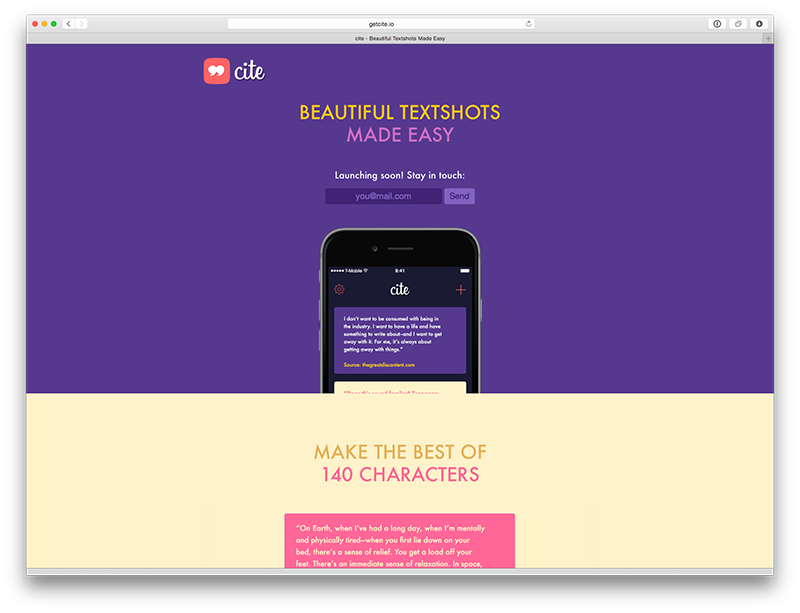 getcite.io
cite - Beautiful Textshots Made Easy
cite
BEAUTIFUL TEXTSHOTS
MADE EASY
Launching soon! Stay in touch:
you@mail.com
Send
T-Mobile
9:41
cite
I don't want to be consumed with being in
the industry. I want to have a life and have
something to write about—and I want to get
away with it. For me, it's always about
getting away with things."
Source: thegreatdiscontent.com
MAKE THE BEST OF
140 CHARACTERS
"On Earth, when I've had a long day, when I'm mentally
and physically tired—when you first lie down on your
bed, there's a sense of relief. You get a load off your
feet. There's an immediate sense of relaxation. In space,